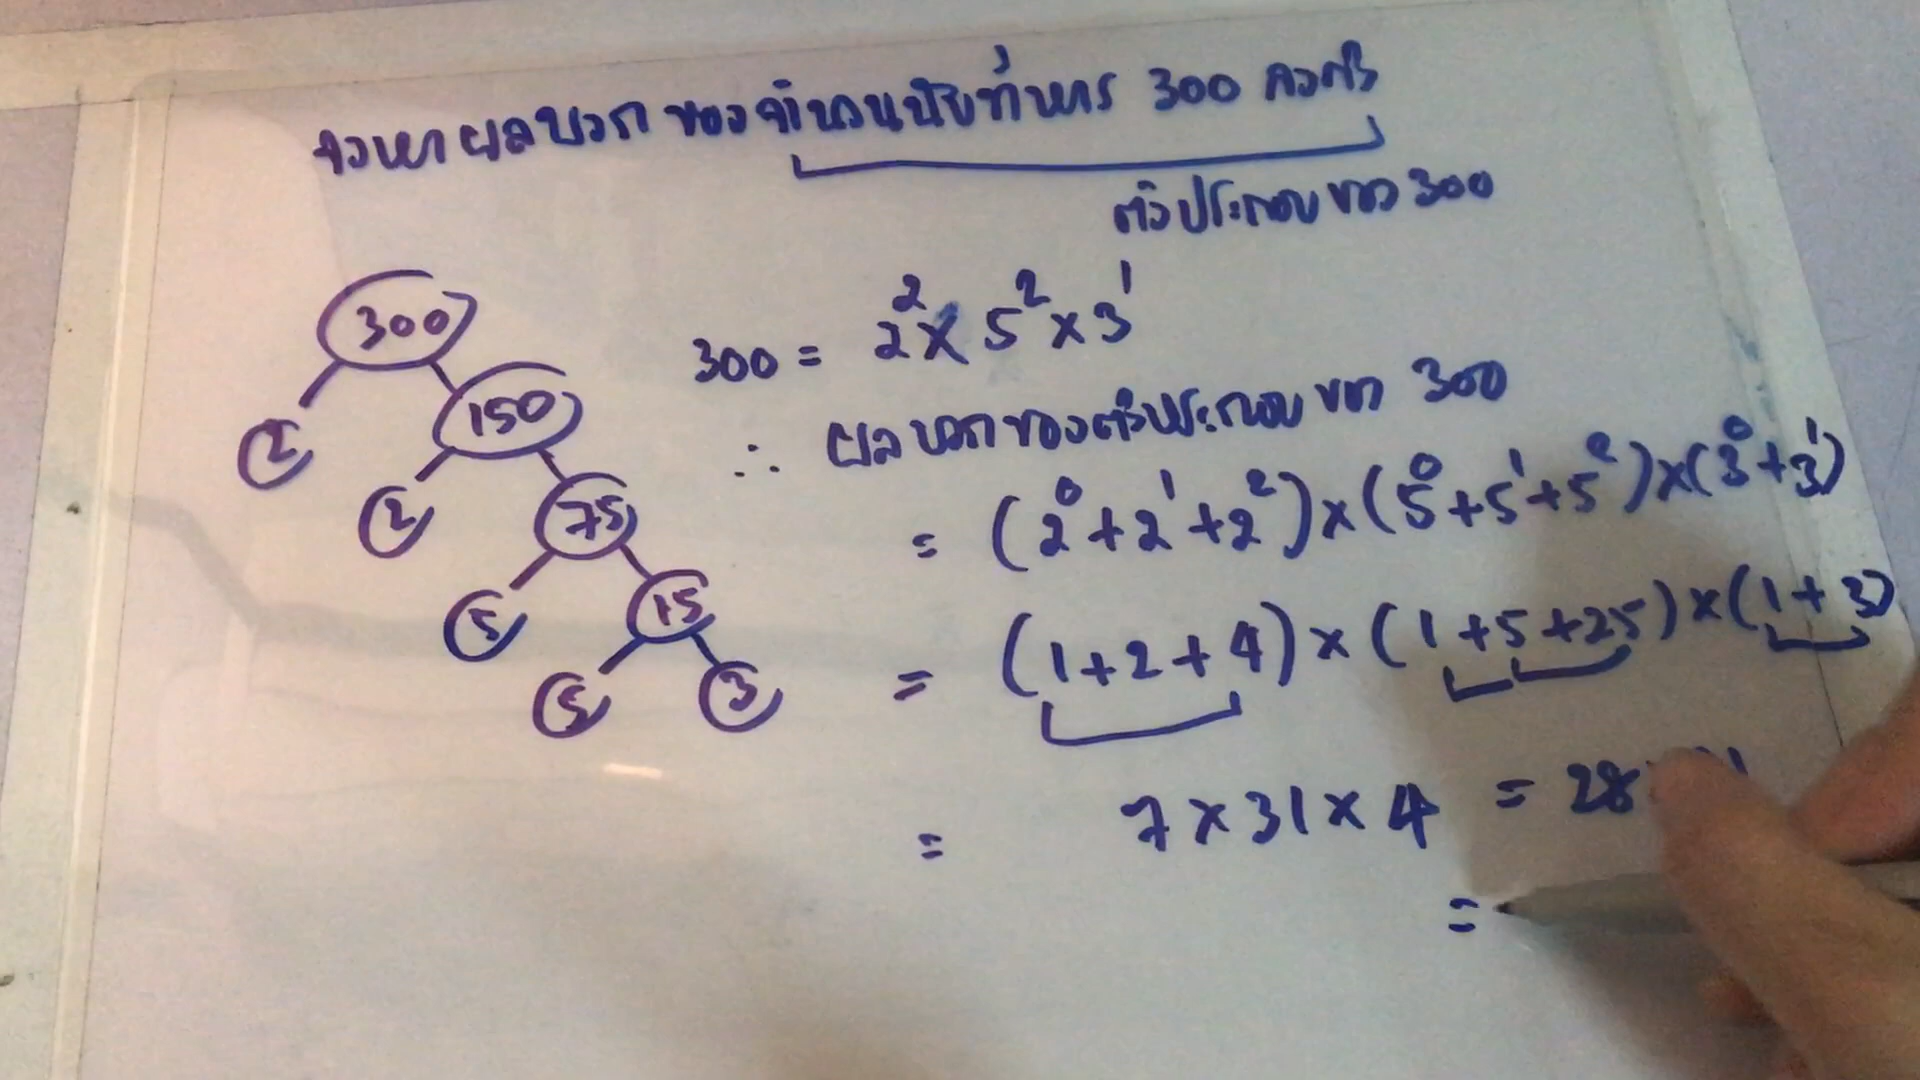 จงหาผลบวกของจำนวนนับที่หาร 300 ลงตัว
ตัวประกอบของ 300
300
2 150
2 75
5 15
5 3
300 = 2² × 5² × 3¹
∴ ผลบวกของตัวประกอบของ 300
= (2⁰+2¹+2²)×(5⁰+5¹+5²)×(3⁰+3¹)
= (1+2+4)×(1+5+25)×(1+3)
= 7×31×4 = 28
=